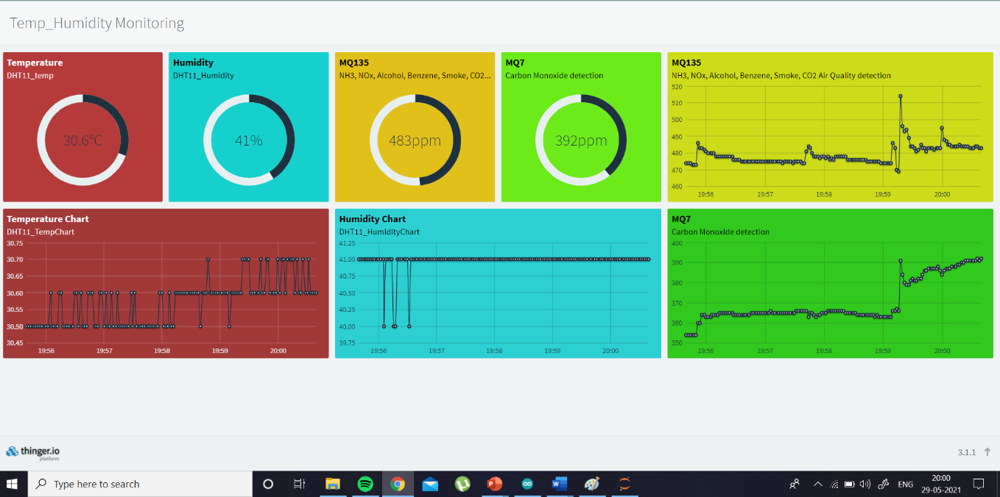 Temp_Humidity Monitoring
Temperature
DHT11_temp
30.6°C
Humidity
DHT11_Humidity
41%
MQ135
NH3, NOx, Alcohol, Benzene, Smoke, CO2...
483ppm
MQ7
Carbon Monoxide detection
392ppm
MQ135
NH3, NOx, Alcohol, Benzene, Smoke, CO2 Air Quality detection
520
510
500
490
480
470
460
19:56 19:57 19:58 19:59 20:00
Temperature Chart
DHT11_TempChart
30.75
30.70
30.65
30.60
30.55
30.50
30.45
19:56 19:57 19:58 19:59 20:00
Humidity Chart
DHT11_HumidityChart
41.25
41.00
40.75
40.50
40.25
40.00
39.75
19:56 19:57 19:58 19:59 20:00
MQ7
Carbon Monoxide detection
400
390
380
370
360
350
19:56 19:57 19:58 19:59 20:00
thinger.io
platform
3.1.1
Type here to search
ENG
20:00
29-05-2021